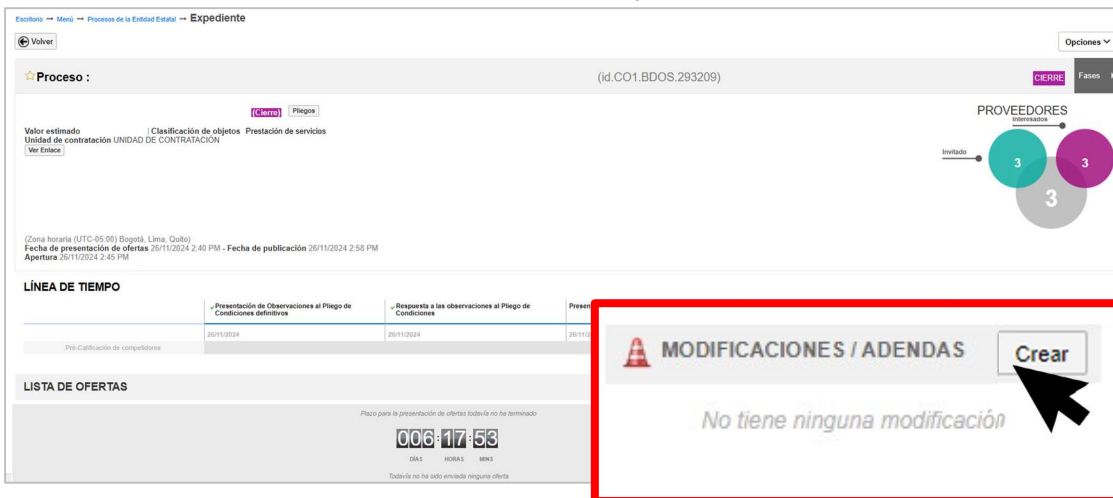 Escritorio → Menú → Procesos de la Entidad Estatal → Expediente
Volver
Opciones
Proceso :
(id.CO1.BDOS.293209)
CIERRE
Fases
(Cierre) Pliegos
PROVEEDORES
Interesados
Valor estimado | Clasificación de objetos Prestación de servicios
Unidad de contratación UNIDAD DE CONTRATACIÓN
Ver Enlace
Invitado
3
3
3
(Zona horaria (UTC-05:00) Bogotá, Lima, Quito)
Fecha de presentación de ofertas 26/11/2024 2:40 PM - Fecha de publicación 26/11/2024 2:58 PM
Apertura 26/11/2024 2:45 PM
LÍNEA DE TIEMPO
Presentación de Observaciones al Pliego de
Condiciones definitivos
Respuesta a las observaciones al Pliego de
Condiciones
Presen
26/11/2024
26/11/2024
26/11/2
Pré-Calificación de competidores
MODIFICACIONES / ADENDAS
Crear
No tiene ninguna modificación
LISTA DE OFERTAS
Plazo para la presentación de ofertas todavía no ha terminado
006:17:53
DÍAS HORAS MINS
Todavía no ha sido enviada ninguna oferta